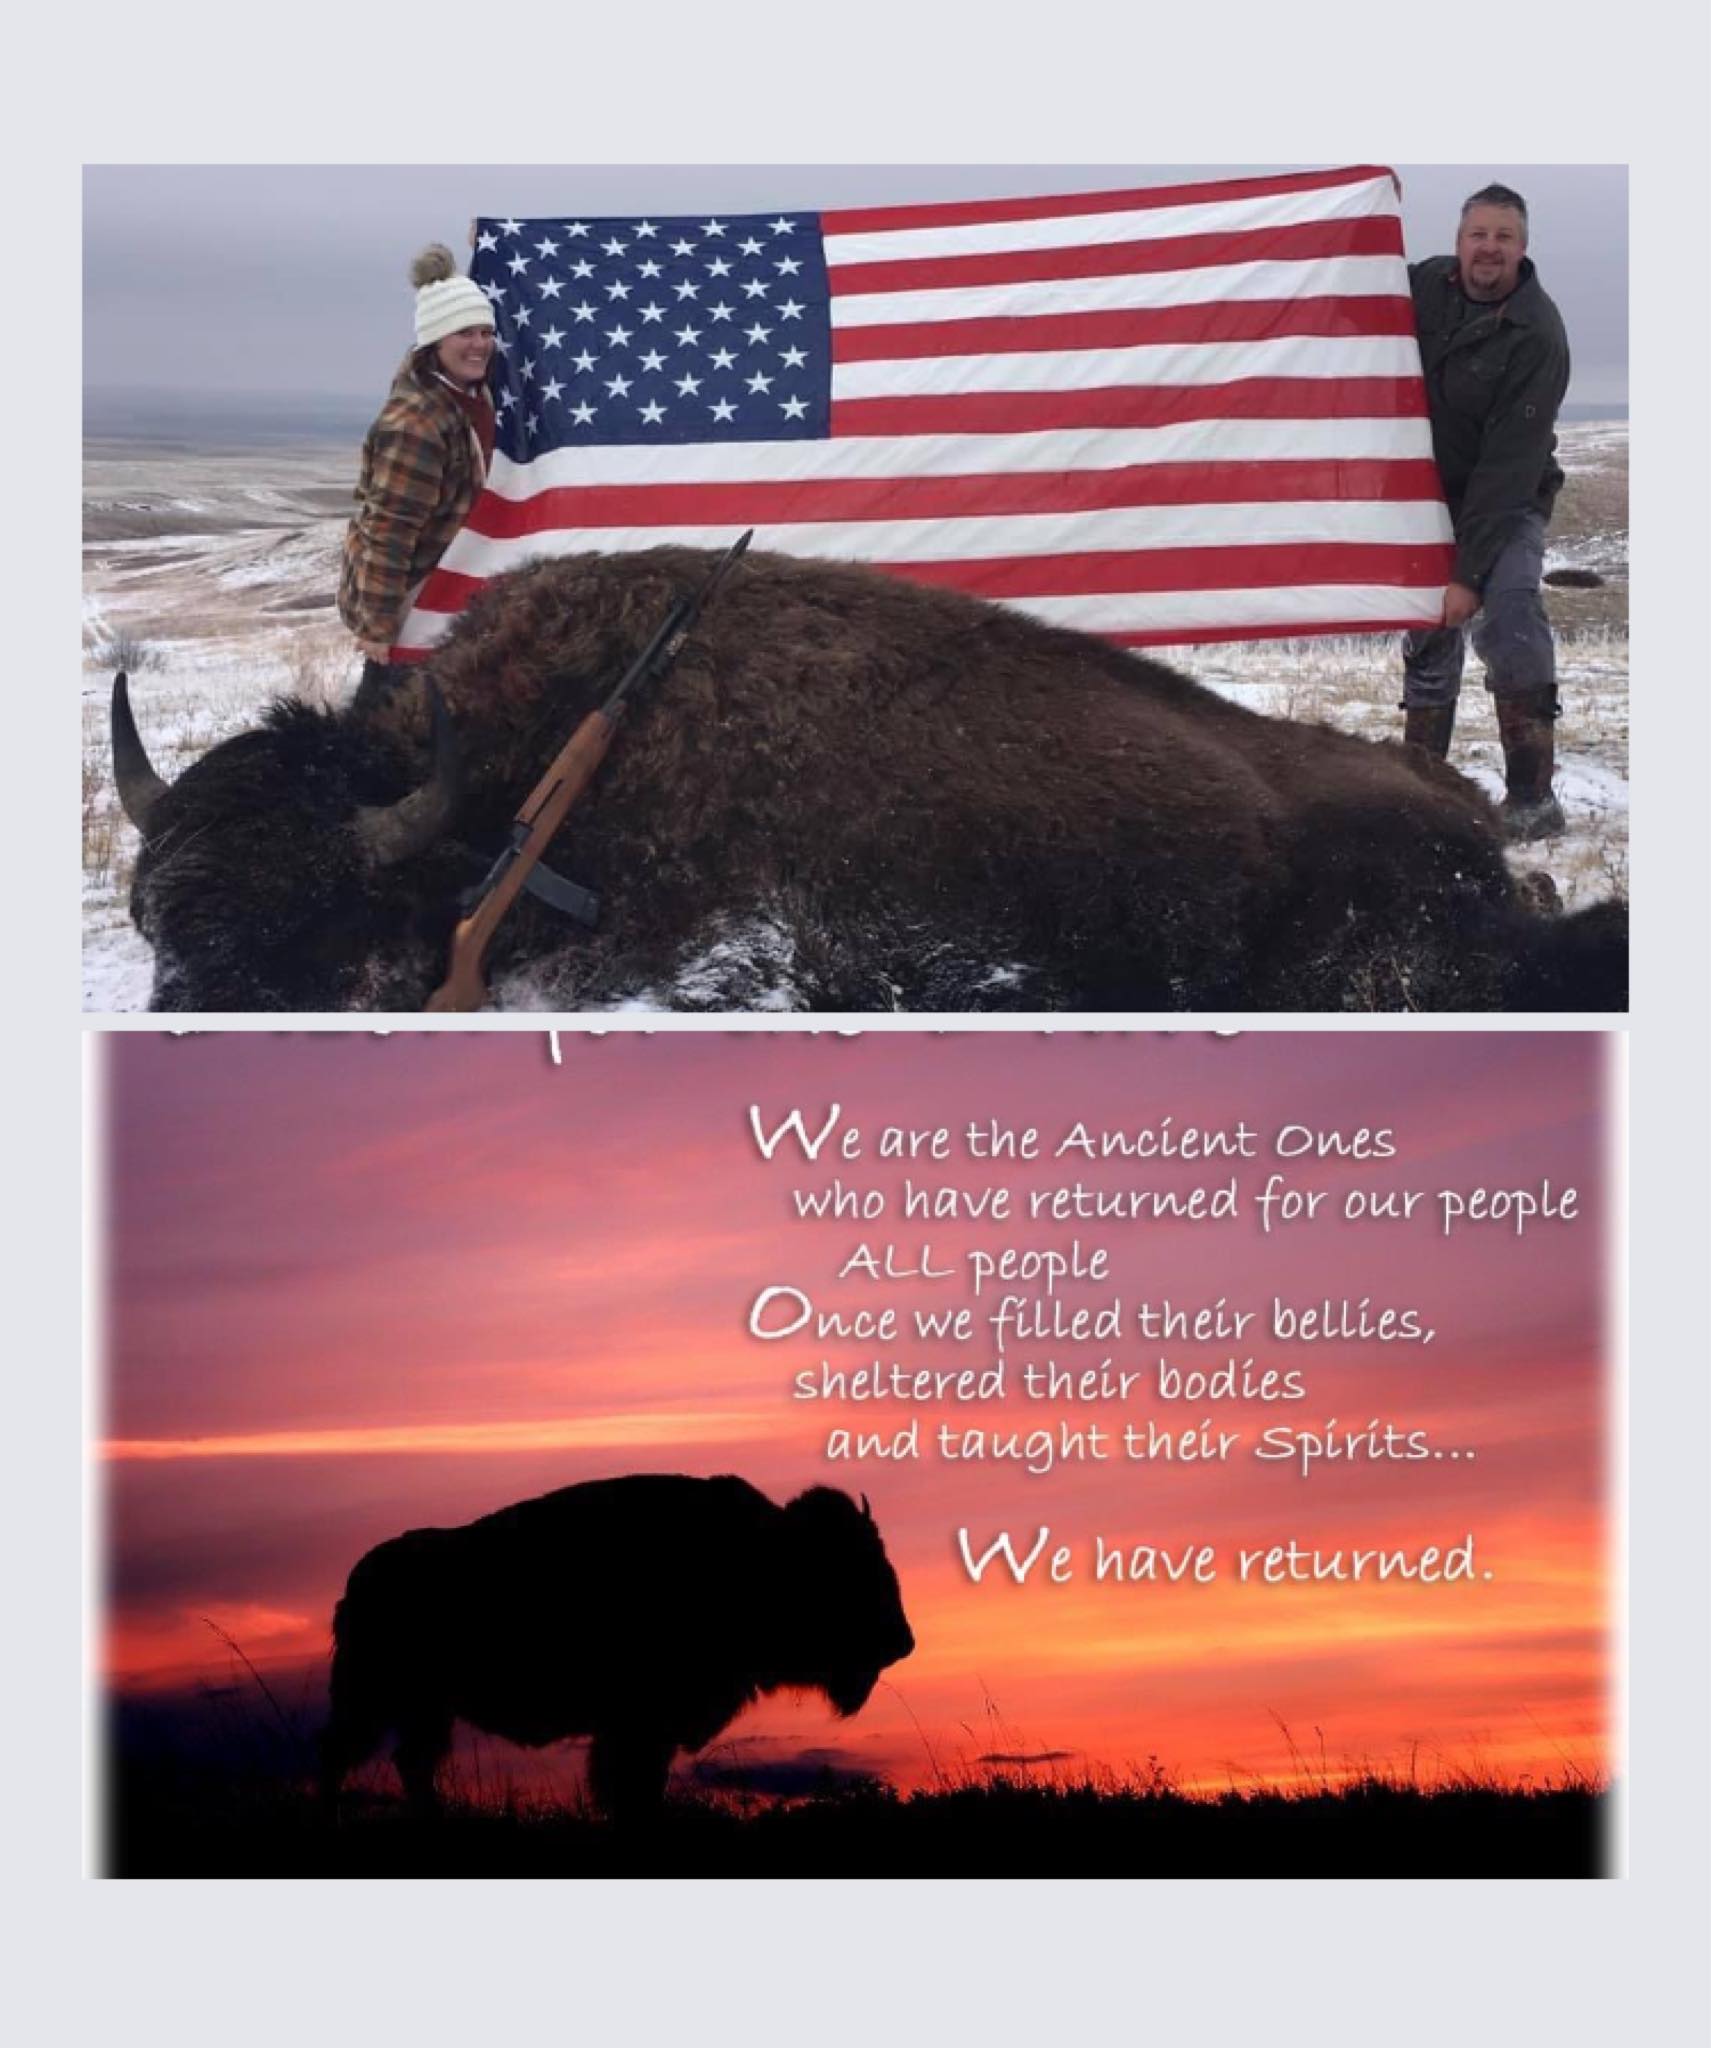 We are the Ancient Ones
who have returned for our people
ALL people
Once we filled their bellies,
sheltered their bodies
and taught their Spirits...
We have returned.